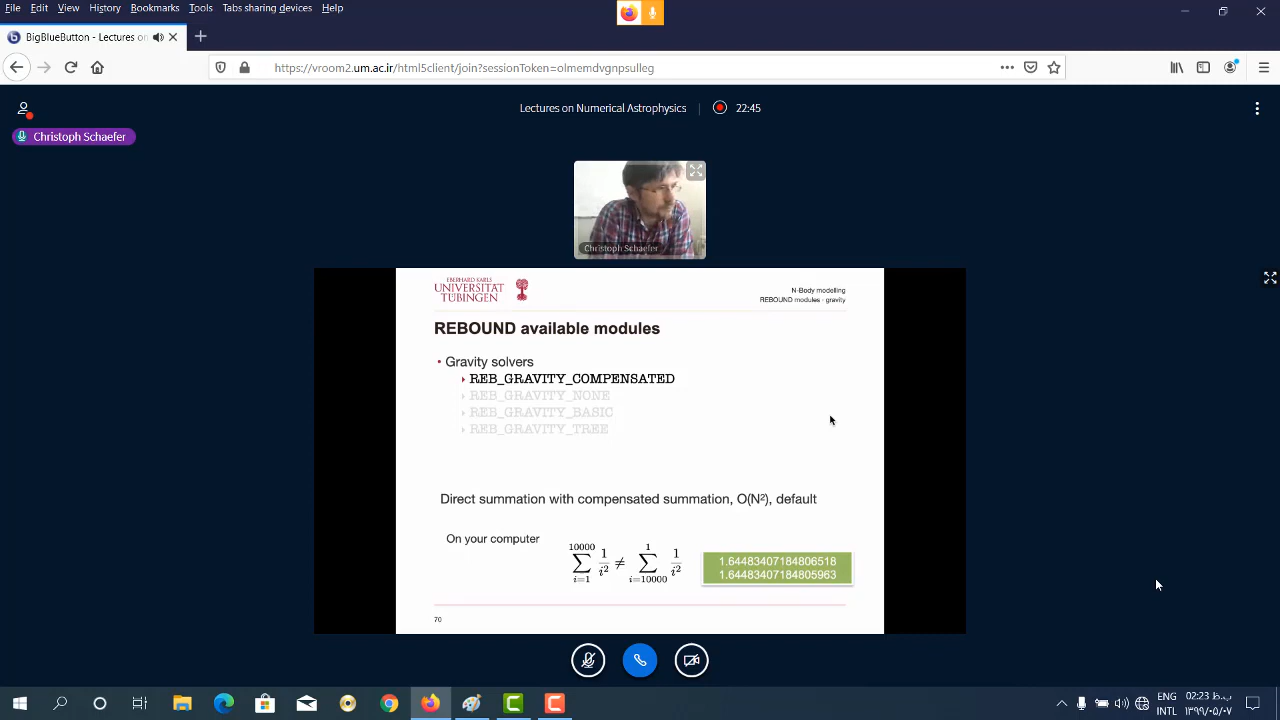 File Edit View History Bookmarks Tools Tabs sharing devices Help
BigBlueButton - Lectures on
https://vroom2.um.ac.ir/html5client/join?sessionToken=olmemdvgnpsulleg
Lectures on Numerical Astrophysics 22:45
Christoph Schaefer
Christoph Schaefer
EBERHARD KARLS
UNIVERSITÄT
TÜBINGEN
N-Body modelling
REBOUND modules - gravity
REBOUND available modules
• Gravity solvers
REB_GRAVITY_COMPENSATED
REB_GRAVITY_NONE
REB_GRAVITY_BASIC
REB_GRAVITY_TREE
Direct summation with compensated summation, O(N²), default
On your computer
10000 1
∑ 1/i² ≠ ∑ 1/i²
i=1 i=10000
1.64483407184806518
1.64483407184805963
70
ENG
INTL
02:23 ب.ظ
۱۳۹۹/۰۵/۰۷